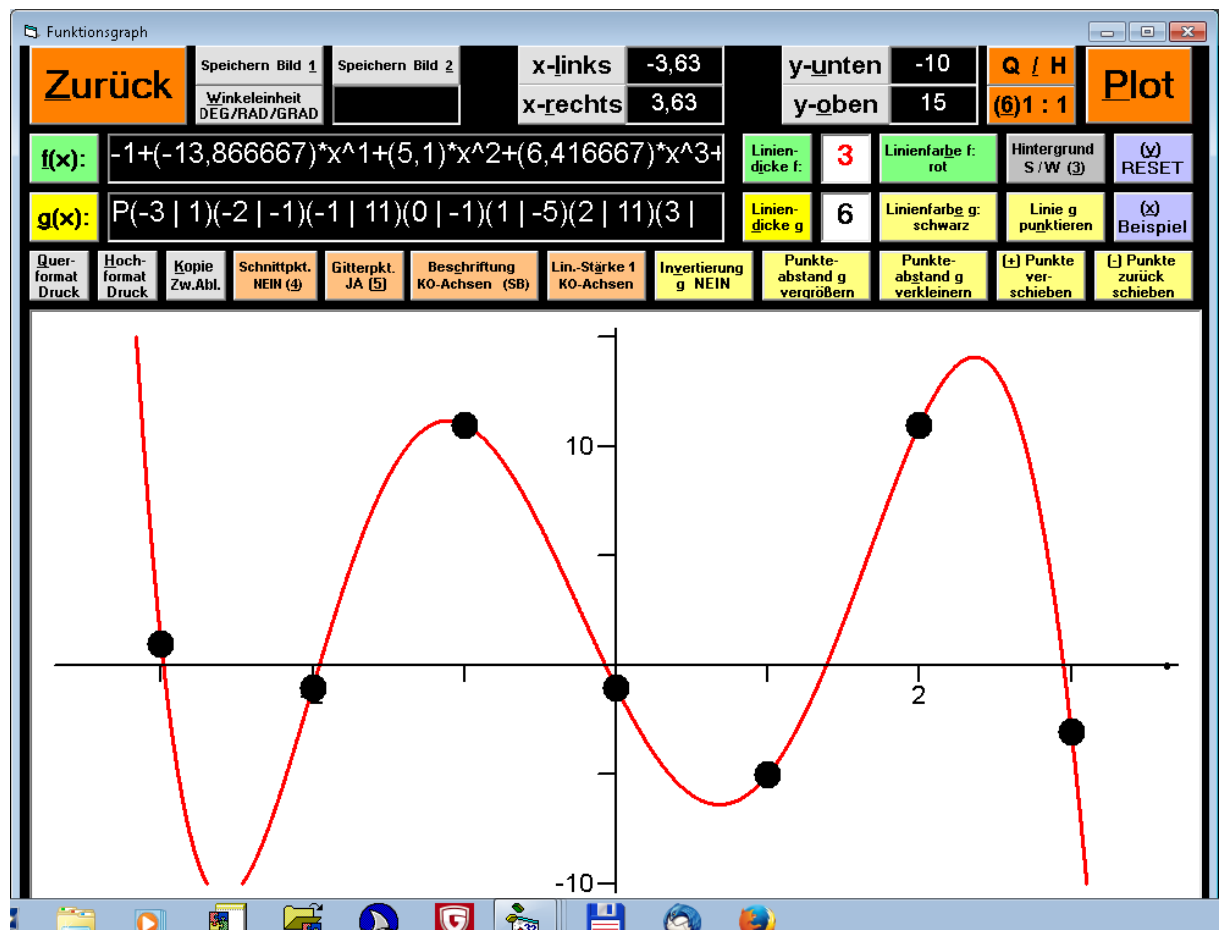 Funktionsgraph
Zurück
Speichern Bild 1
Speichern Bild 2
Winkeleinheit
DEG/RAD/GRAD
x-links
-3,63
x-rechts
3,63
y-unten
-10
y-oben
15
Q / H
(6)1 : 1
Plot
f(x):
-1+(-13,866667)*x^1+(5,1)*x^2+(6,416667)*x^3+
Linien-
dicke f:
3
Linienfarbe f:
rot
Hintergrund
S / W (3)
(y)
RESET
g(x):
P(-3 | 1)(-2 | -1)(-1 | 11)(0 | -1)(1 | -5)(2 | 11)(3 |
Linien-
dicke g
6
Linienfarbe g:
schwarz
Linie g
punktieren
(x)
Beispiel
Quer-
format
Druck
Hoch-
format
Druck
Kopie
Zw.Abl.
Schnittpkt.
NEIN (4)
Gitterpkt.
JA (5)
Beschriftung
KO-Achsen (SB)
Lin.-Stärke 1
KO-Achsen
Invertierung
g NEIN
Punkte-
abstand g
vergrößern
Punkte-
abstand g
verkleinern
(+) Punkte
ver-
schieben
(-) Punkte
zurück
schieben
10
2
-10